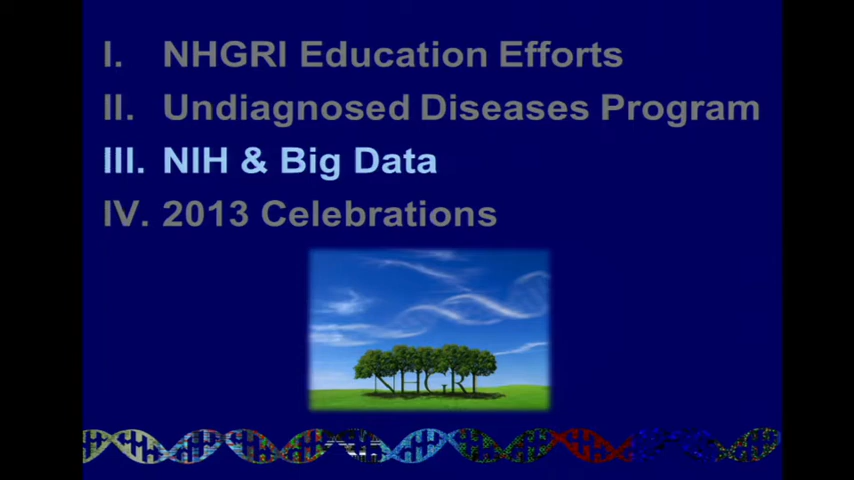 I. NHGRI Education Efforts
II. Undiagnosed Diseases Program
III. NIH & Big Data
IV. 2013 Celebrations
NHGRI